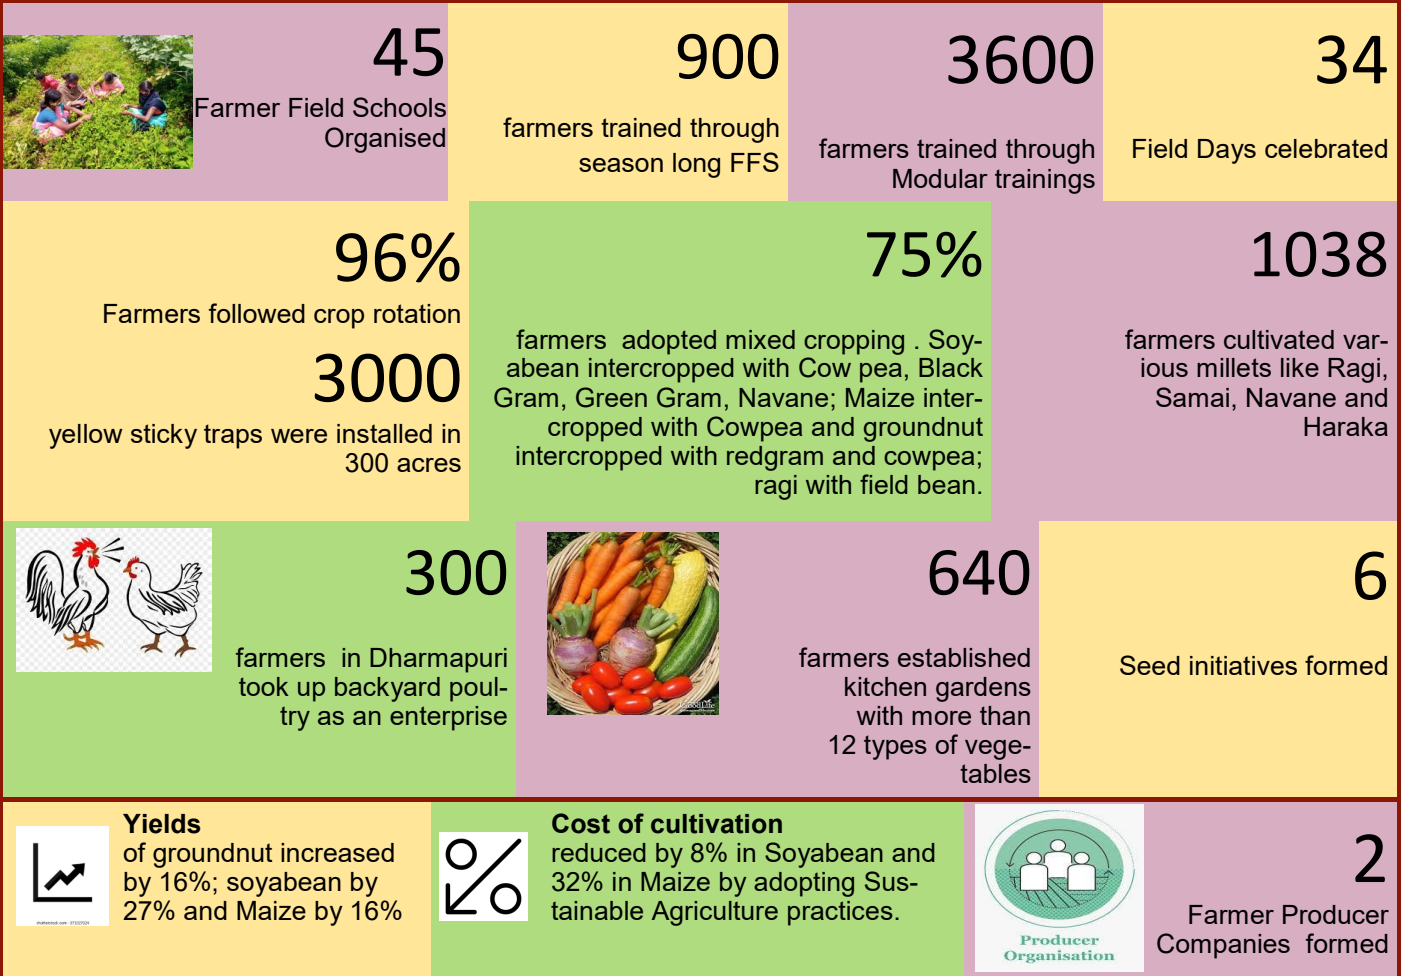 45
Farmer Field Schools
Organised
900
farmers trained through
season long FFS
3600
farmers trained through
Modular trainings
34
Field Days celebrated
96%
Farmers followed crop rotation
3000
yellow sticky traps were installed in
300 acres
75%
farmers adopted mixed cropping . Soy-
abean intercropped with Cow pea, Black
Gram, Green Gram, Navane; Maize inter-
cropped with Cowpea and groundnut
intercropped with redgram and cowpea;
ragi with field bean.
1038
farmers cultivated var-
ious millets like Ragi,
Samai, Navane and
Haraka
300
farmers in Dharmapuri
took up backyard poul-
try as an enterprise
640
farmers established
kitchen gardens
with more than
12 types of vege-
tables
6
Seed initiatives formed
Yields
of groundnut increased
by 16%; soyabean by
27% and Maize by 16%
Cost of cultivation
reduced by 8% in Soyabean and
32% in Maize by adopting Sus-
tainable Agriculture practices.
Producer
Organisation
2
Farmer Producer
Companies formed